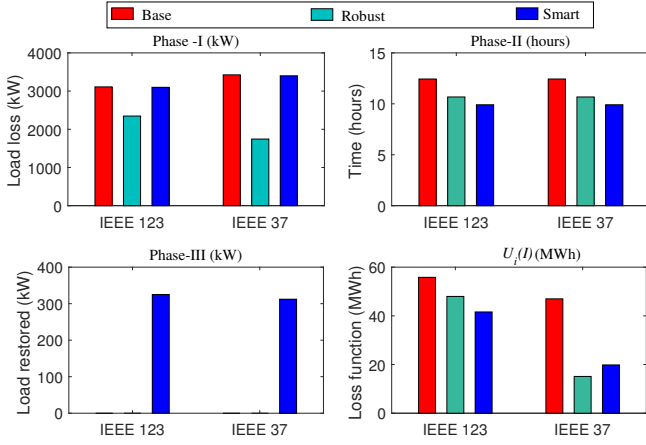 Base Robust Smart
Phase -I (kW)
Load loss (kW)
4000
3000
2000
1000
0
IEEE 123 IEEE 37
Phase-II (hours)
Time (hours)
15
10
5
0
IEEE 123 IEEE 37
Phase-III (kW)
Load restored (kW)
400
300
200
100
0
IEEE 123 IEEE 37
U_i(I) (MWh)
Loss function (MWh)
60
40
20
0
IEEE 123 IEEE 37